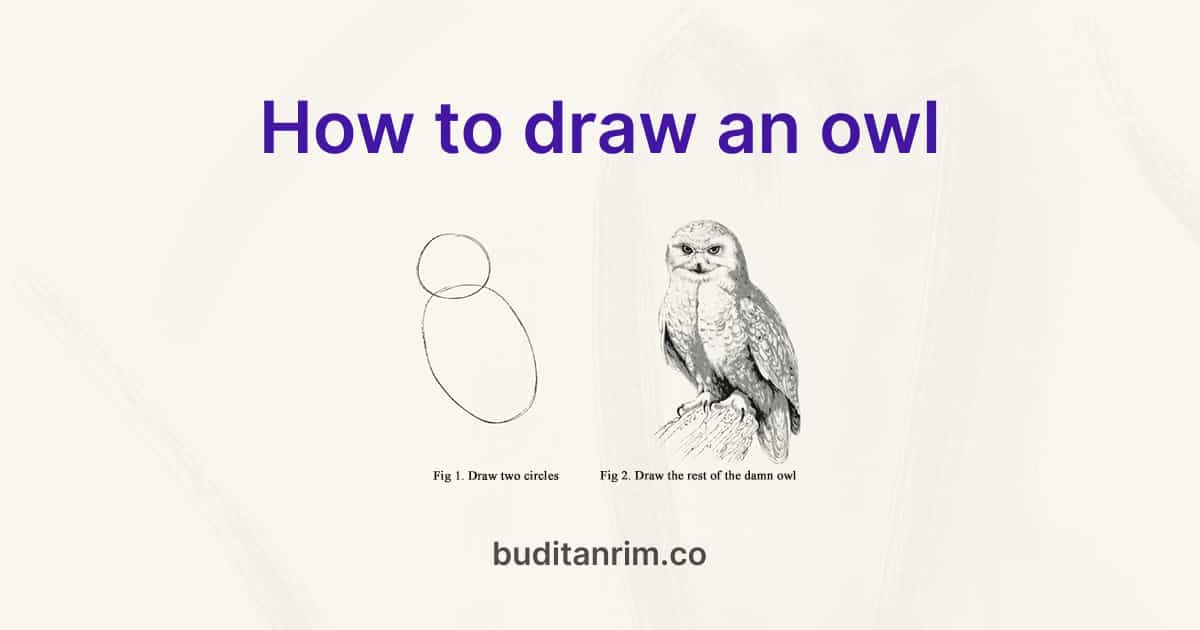 How to draw an owl
Fig 1. Draw two circles
Fig 2. Draw the rest of the damn owl
buditanrim.co